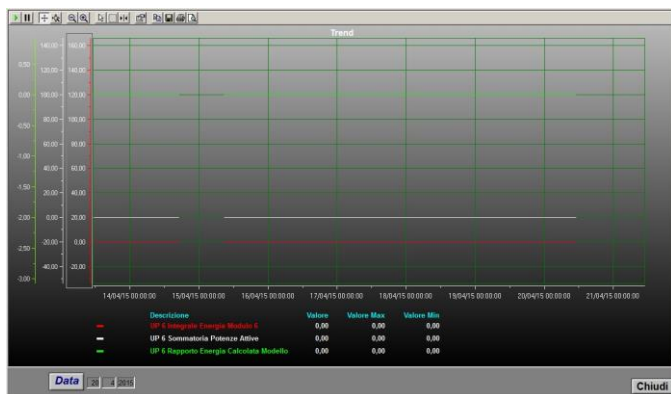 Trend
140,00 160,00
0,50
120,00 140,00
0,00 100,00 120,00
80,00 100,00
-1,00
60,00 80,00
-1,50 40,00 60,00
20,00 40,00
-2,00 0,00 20,00
-2,50 -20,00 0,00
-40,00 -20,00
-3,00
14/04/15 00:00:00 15/04/15 00:00:00 16/04/15 00:00:00 17/04/15 00:00:00 18/04/15 00:00:00 19/04/15 00:00:00 20/04/15 00:00:00 21/04/15 00:00:00
Descrizione Valore Valore Max Valore Min
UP 6 Integrate Energia Modulo 6 0,00 0,00 0,00
UP 6 Sommatoria Potenze Attive 0,00 0,00 0,00
UP 6 Rapporto Energia Calcolata Modello 0,00 0,00 0,00
Data 20 4 2015
Chiudi